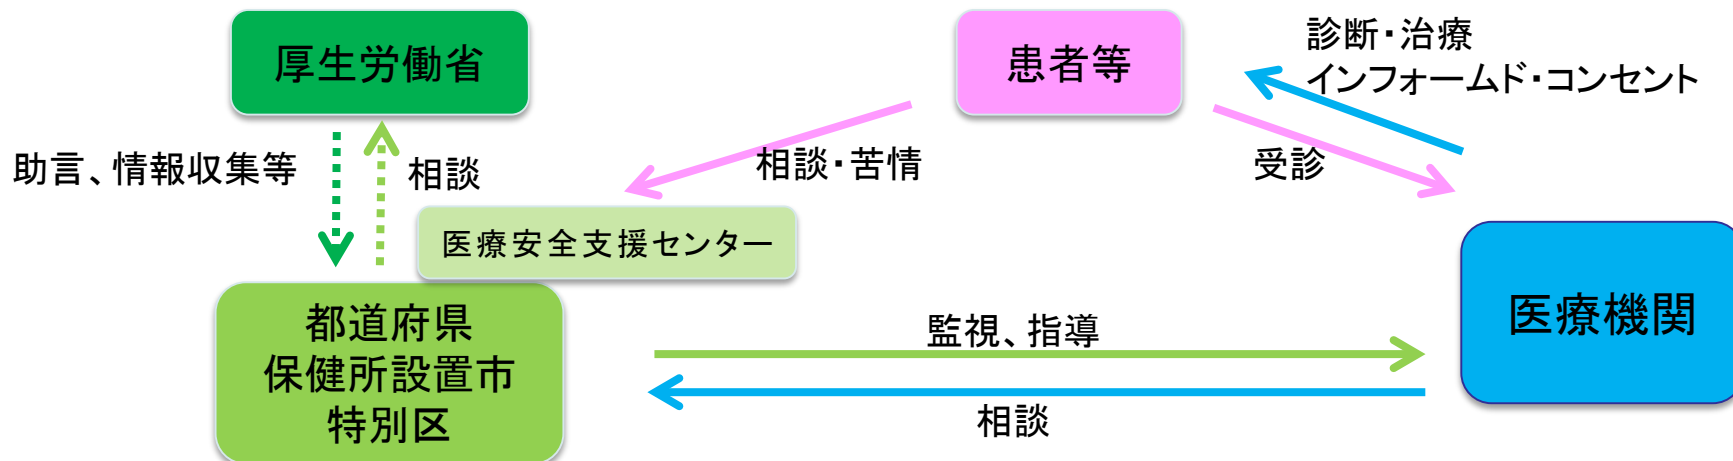 厚生労働省
患者等
診断・治療
インフォームド・コンセント
助言、情報収集等
相談
相談・苦情
受診
医療安全支援センター
都道府県
保健所設置市
特別区
監視、指導
相談
医療機関